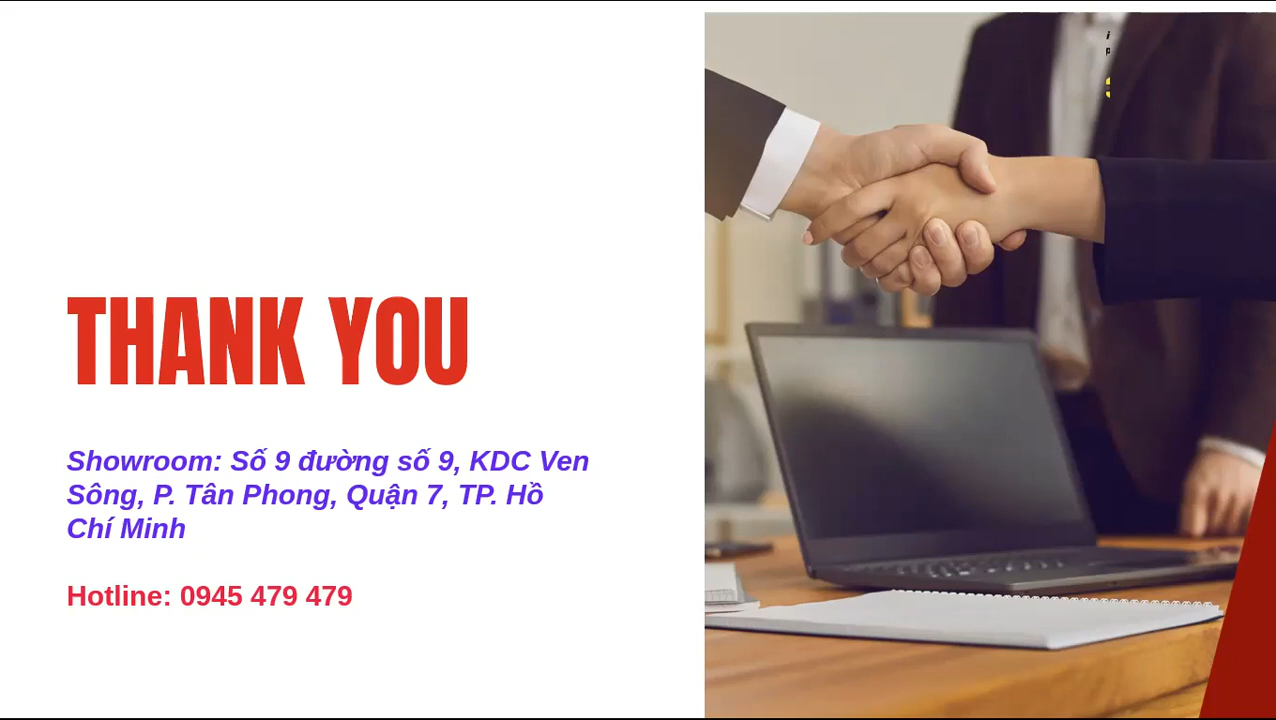 THANK YOU
Showroom: Số 9 đường số 9, KDC Ven
Sông, P. Tân Phong, Quận 7, TP. Hồ
Chí Minh
Hotline: 0945 479 479